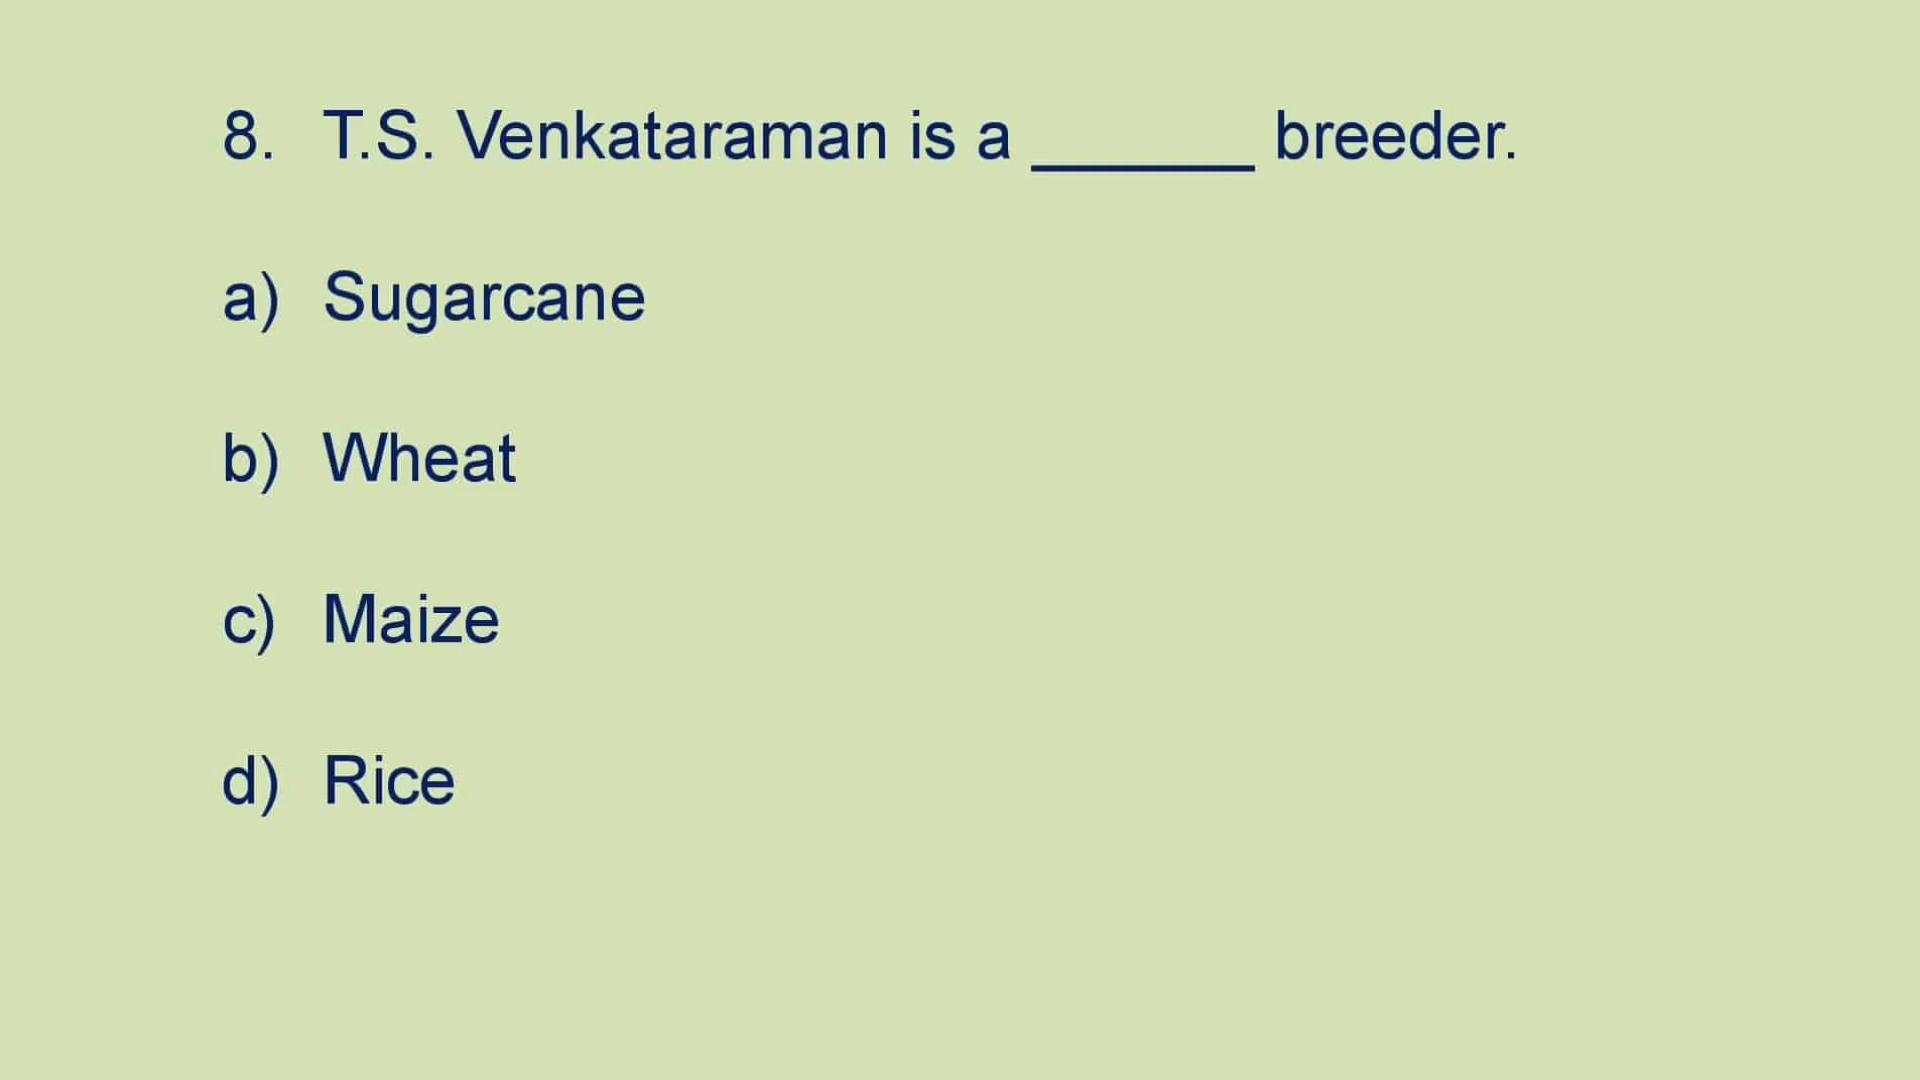 8. T.S. Venkataraman is a ______ breeder.
a) Sugarcane
b) Wheat
c) Maize
d) Rice